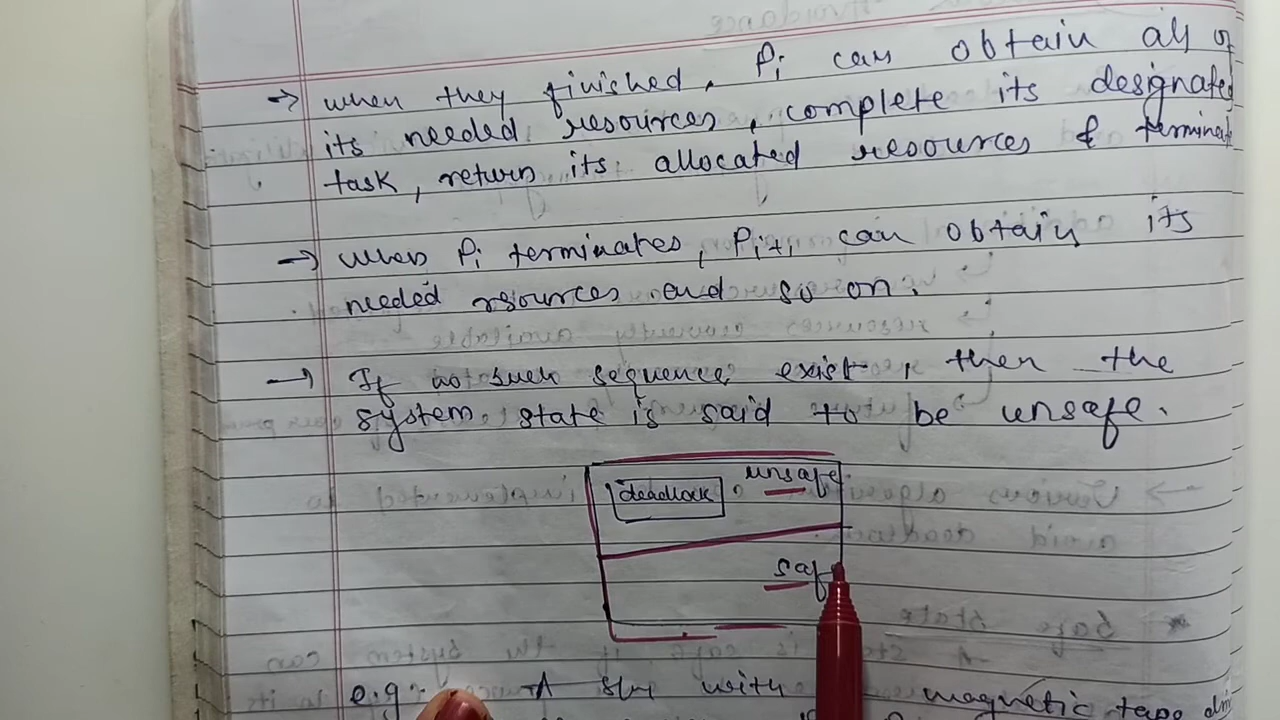 → when they finished, Pi can obtain all of
its needed resources, complete its designated
task, return its allocated resources & terminate
→ when Pi terminates, Pi+1 can obtain its
needed resources and so on.
→ If no such sequence exist, then the
system state is said to be unsafe.
unsafe
deadlock
safe
e.g. A with magnetic tape